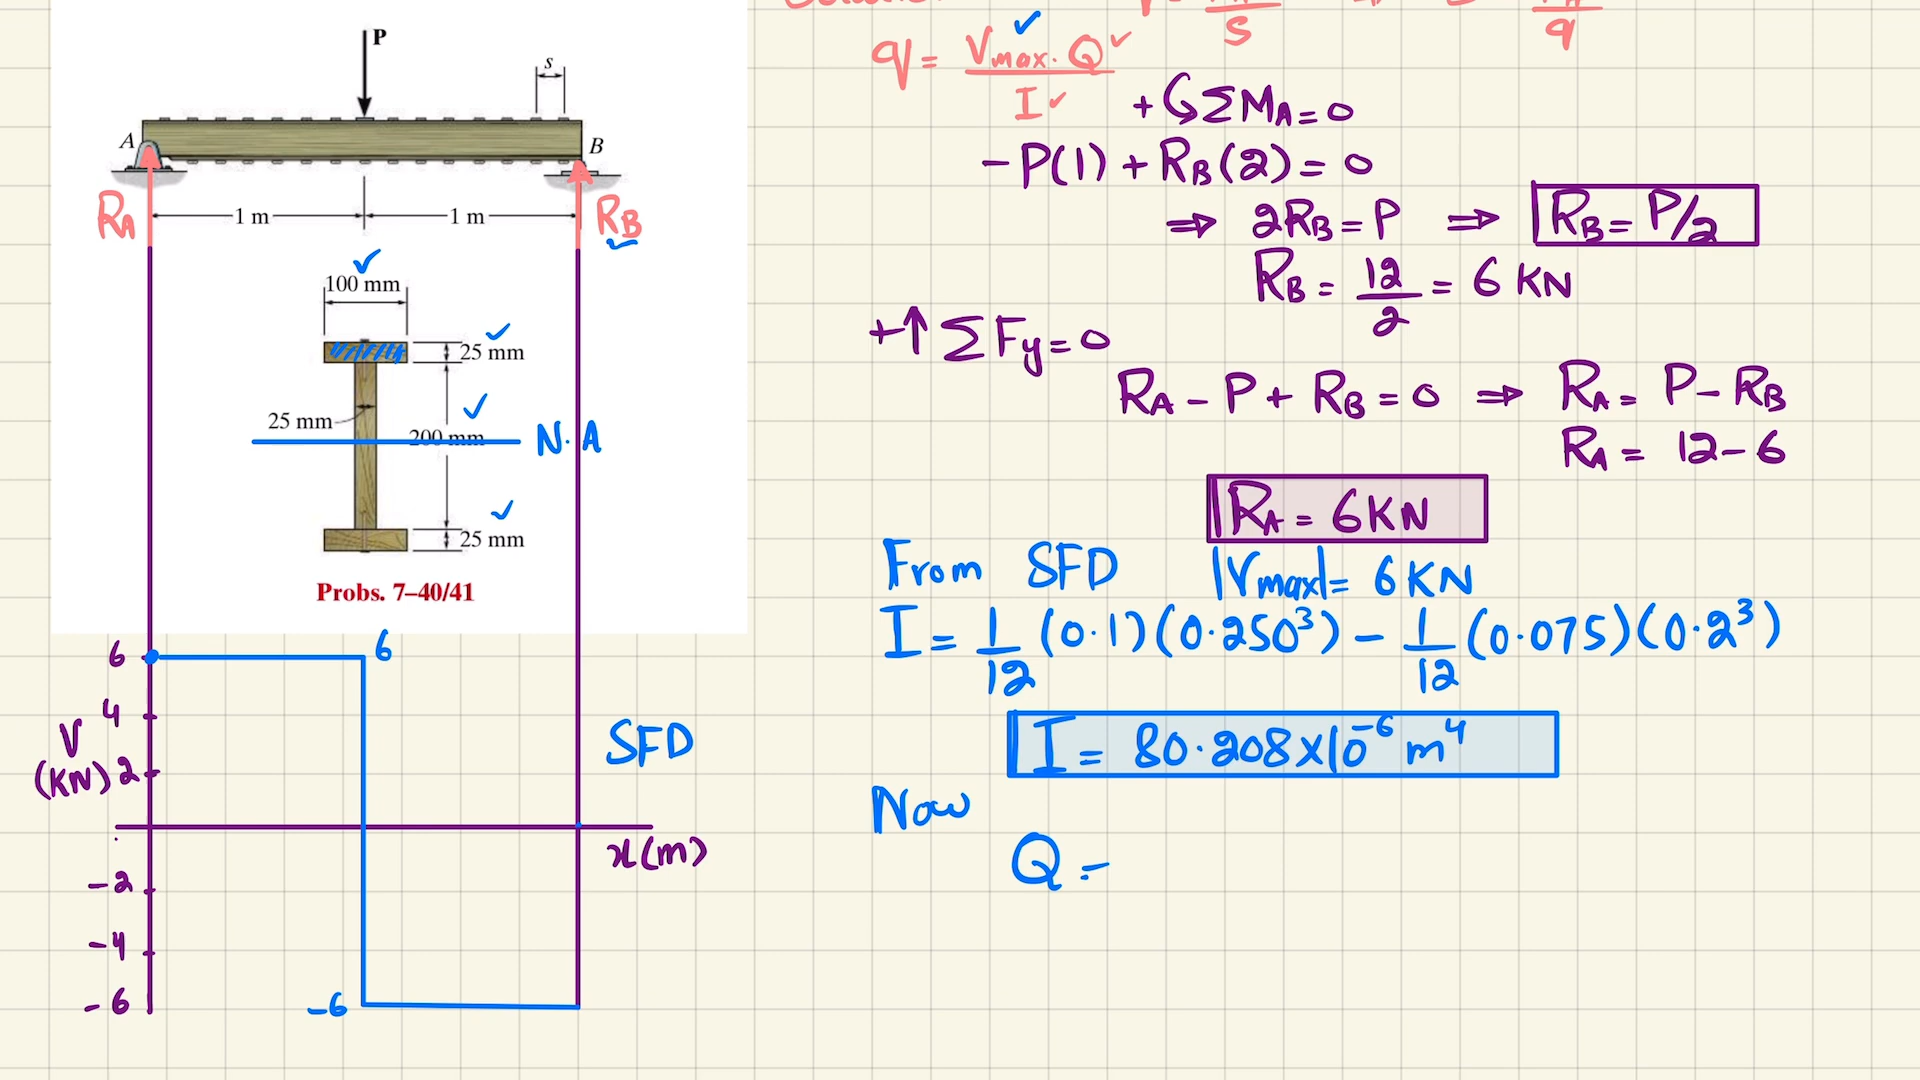 P
s
A
B
RA
1 m
1 m
RB
100 mm
25 mm
25 mm
200 mm
N.A
25 mm
Probs. 7–40/41
6
6
4
V
(KN)
2
SFD
x(m)
-2
-4
-6
-6
S
q
q = Vmax. Q / I
+ ΣMA = 0
-P(1) + RB(2) = 0
⇒ 2RB = P ⇒ RB = P/2
RB = 12/2 = 6 KN
+↑ ΣFy = 0
RA - P + RB = 0 ⇒ RA = P - RB
RA = 12 - 6
RA = 6KN
From SFD |Vmax| = 6 KN
I = 1/12 (0.1)(0.250³) - 1/12 (0.075)(0.2³)
I = 80.208×10⁻⁶ m⁴
Now
Q =